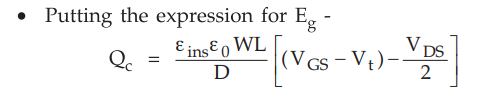 • Putting the expression for E_g -
Q_c = ε_ins ε_0 WL / D [(V_GS − V_t) − V_DS / 2]